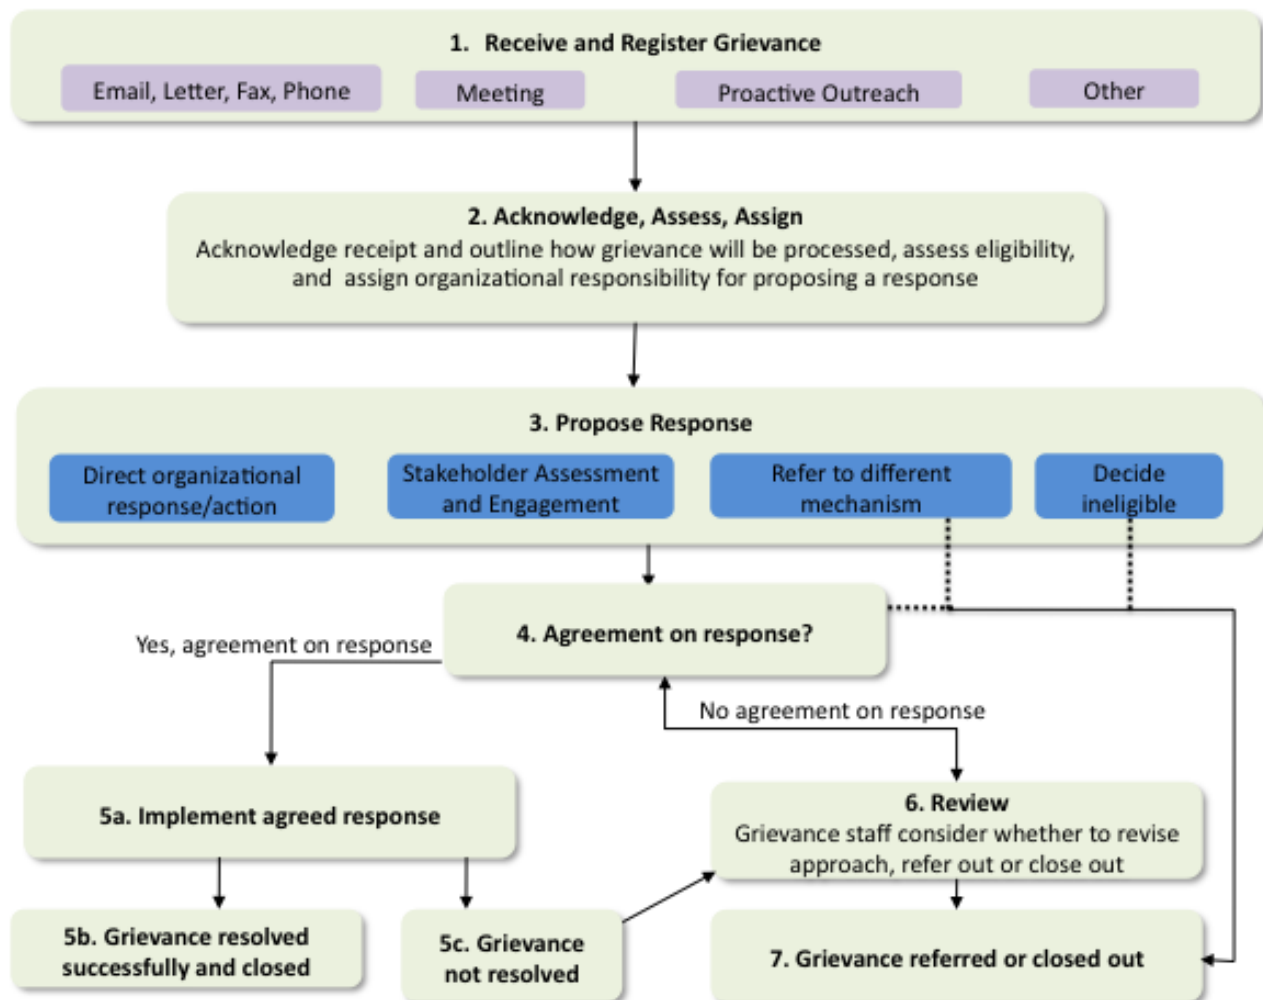 1. Receive and Register Grievance
Email, Letter, Fax, Phone
Meeting
Proactive Outreach
Other
2. Acknowledge, Assess, Assign
Acknowledge receipt and outline how grievance will be processed, assess eligibility,
and assign organizational responsibility for proposing a response
3. Propose Response
Direct organizational
response/action
Stakeholder Assessment
and Engagement
Refer to different
mechanism
Decide
ineligible
4. Agreement on response?
Yes, agreement on response
No agreement on response
5a. Implement agreed response
6. Review
Grievance staff consider whether to revise
approach, refer out or close out
5b. Grievance resolved
successfully and closed
5c. Grievance
not resolved
7. Grievance referred or closed out